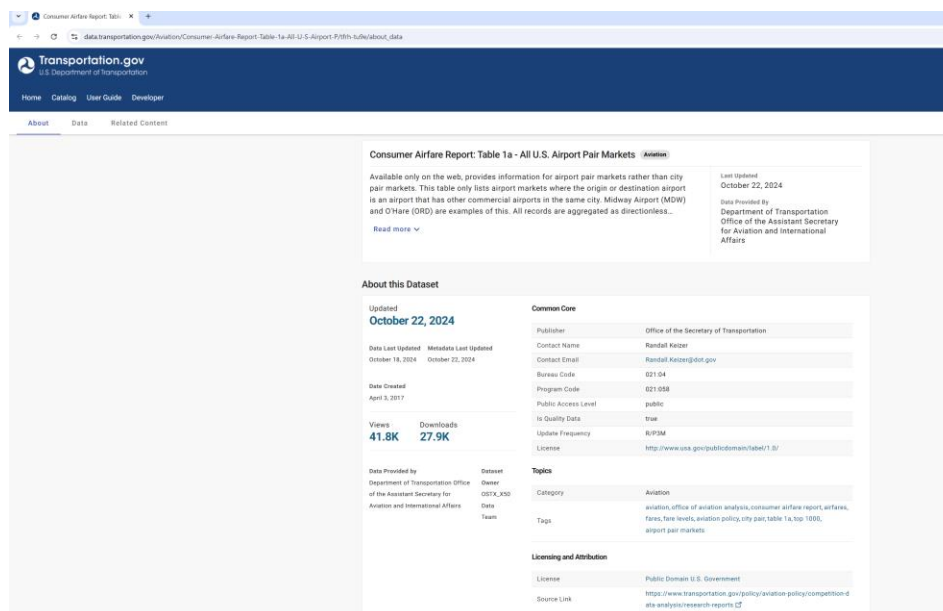 Consumer Airfare Report: Tabl
data.transportation.gov/Aviation/Consumer-Airfare-Report-Table-1a-All-U-S-Airport-P/tfrh-tu9e/about_data
Transportation.gov
U.S. Department of Transportation
Home Catalog User Guide Developer
About Data Related Content
Consumer Airfare Report: Table 1a - All U.S. Airport Pair Markets Aviation
Available only on the web, provides information for airport pair markets rather than city
pair markets. This table only lists airport markets where the origin or destination airport
is an airport that has other commercial airports in the same city. Midway Airport (MDW)
and O'Hare (ORD) are examples of this. All records are aggregated as directionless...
Read more
Last Updated
October 22, 2024
Data Provided By
Department of Transportation
Office of the Assistant Secretary
for Aviation and International
Affairs
About this Dataset
Updated
October 22, 2024
Data Last Updated Metadata Last Updated
October 18, 2024 October 22, 2024
Date Created
April 3, 2017
Views Downloads
41.8K 27.9K
Data Provided by
Department of Transportation Office
of the Assistant Secretary for
Aviation and International Affairs
Dataset
Owner
OSTX_X50
Data
Team
Common Core
Publisher Office of the Secretary of Transportation
Contact Name Randall Keizer
Contact Email Randall.Keizer@dot.gov
Bureau Code 021:04
Program Code 021:058
Public Access Level public
Is Quality Data true
Update Frequency R/P3M
License http://www.usa.gov/publicdomain/label/1.0/
Topics
Category Aviation
Tags
aviation, office of aviation analysis, consumer airfare report, airfares,
fares, fare levels, aviation policy, city pair, table 1a, top 1000,
airport pair markets
Licensing and Attribution
License Public Domain U.S. Government
Source Link
https://www.transportation.gov/policy/aviation-policy/competition-d
ata-analysis/research-reports